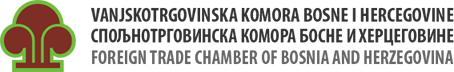 VANJSKOTRGOVINSKA KOMORA BOSNE I HERCEGOVINE
СПОЉНОТРГОВИНСКА КОМОРА БОСНЕ И ХЕРЦЕГОВИНЕ
FOREIGN TRADE CHAMBER OF BOSNIA AND HERZEGOVINA